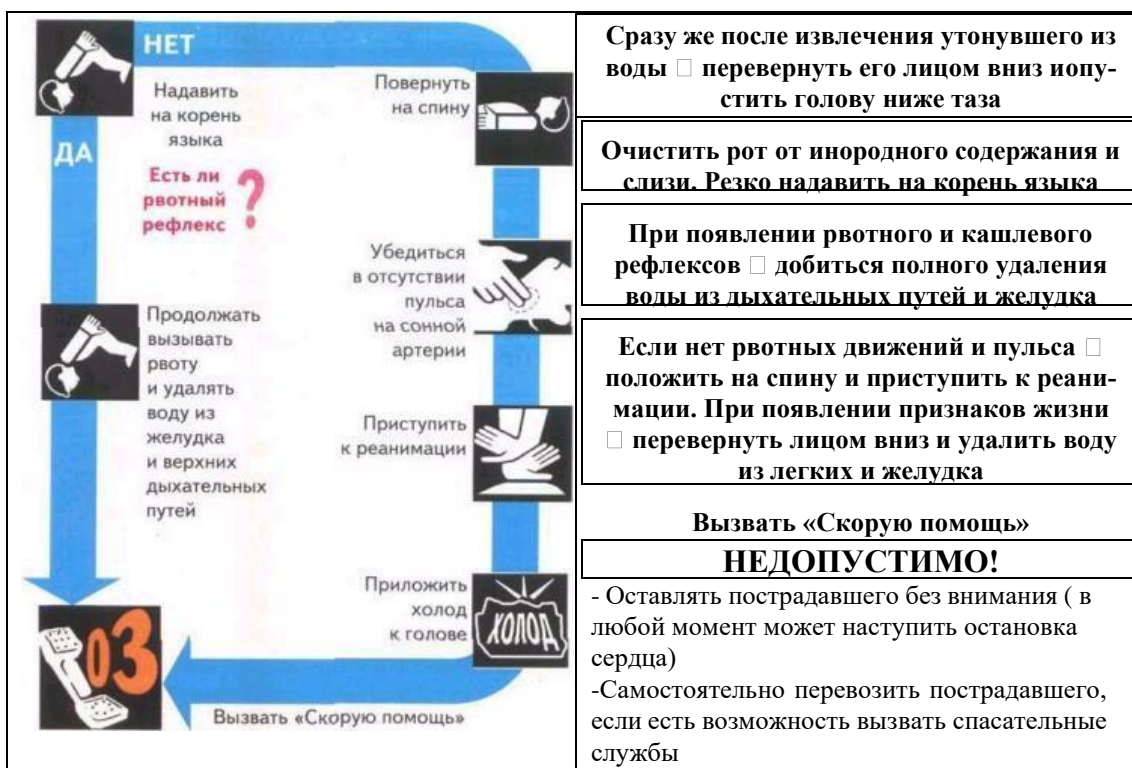 НЕТ
Надавить
на корень
языка
ДА
Есть ли
рвотный
рефлекс ?
Продолжать
вызывать
рвоту
и удалять
воду из
желудка
и верхних
дыхательных
путей
Повернуть
на спину
Убедиться
в отсутствии
пульса
на сонной
артерии
Приступить
к реанимации
Приложить
холод
к голове
ХОЛОД
03
Вызвать «Скорую помощь»
Сразу же после извлечения утонувшего из
воды □ перевернуть его лицом вниз иопу-
стить голову ниже таза
Очистить рот от инородного содержания и
слизи. Резко надавить на корень языка
При появлении рвотного и кашлевого
рефлексов □ добиться полного удаления
воды из дыхательных путей и желудка
Если нет рвотных движений и пульса □
положить на спину и приступить к реани-
мации. При появлении признаков жизни
□ перевернуть лицом вниз и удалить воду
из легких и желудка
Вызвать «Скорую помощь»
НЕДОПУСТИМО!
- Оставлять пострадавшего без внимания ( в
любой момент может наступить остановка
сердца)
-Самостоятельно перевозить пострадавшего,
если есть возможность вызвать спасательные
службы